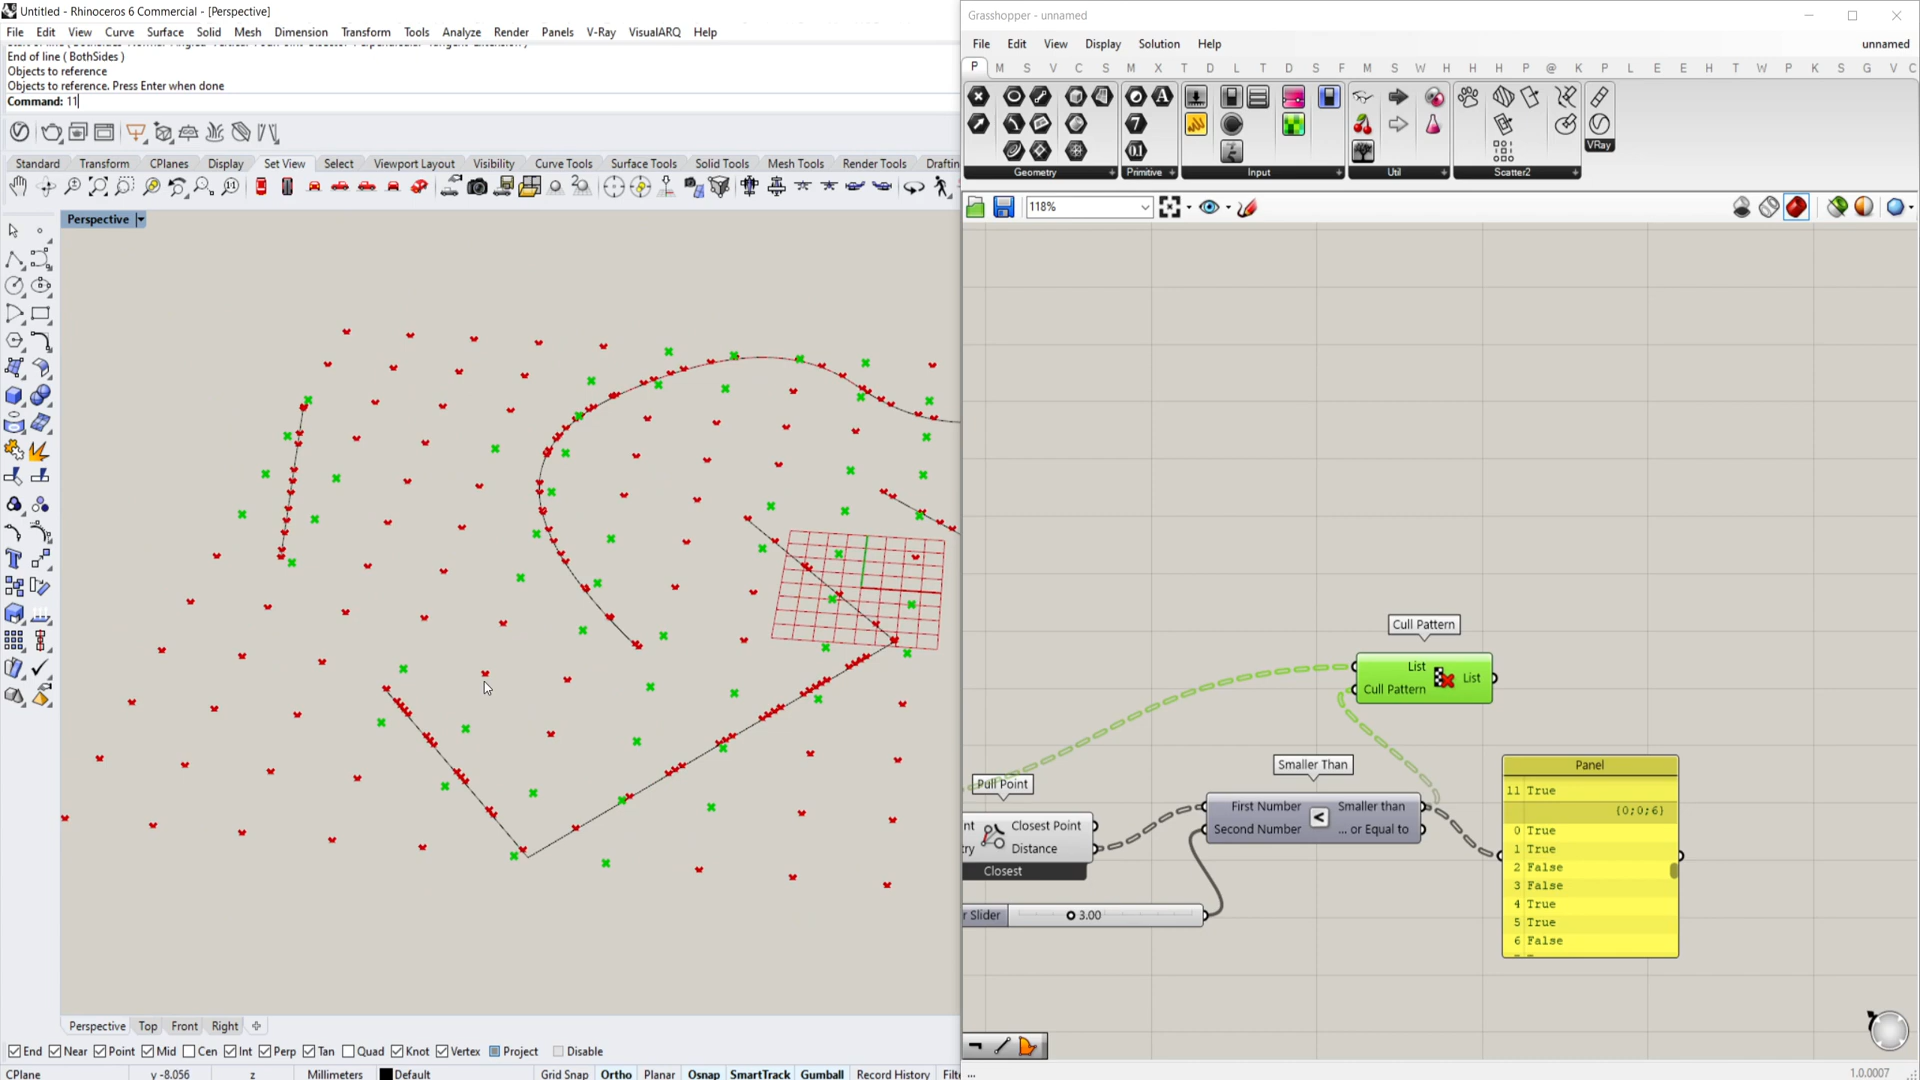 Untitled - Rhinoceros 6 Commercial - [Perspective]
File Edit View Curve Surface Solid Mesh Dimension Transform Tools Analyze Render Panels V-Ray VisualARQ Help
End of line ( BothSides )
Objects to reference
Objects to reference. Press Enter when done
Command: 11
Standard Transform CPlanes Display Set View Select Viewport Layout Visibility Curve Tools Surface Tools Solid Tools Mesh Tools Render Tools Draftin
Perspective
Perspective Top Front Right
End Near Point Mid Cen Int Perp Tan Quad Knot Vertex Project Disable
CPlane y -8.056 z Millimeters Default Grid Snap Ortho Planar Osnap SmartTrack Gumball Record History Filte
Grasshopper - unnamed
File Edit View Display Solution Help unnamed
P M S V C S M X T D L T D S F M S W H H H P @ K P L E E H T W P K S G V C
Geometry Primitive Input Util Scatter2 VRay
118%
Cull Pattern
List
Cull Pattern
List
Pull Point
nt Closest Point
ry Distance
Closest
r Slider 3.00
Smaller Than
First Number Smaller than
Second Number ... or Equal to
Panel
11 True
{0;0;6}
0 True
1 True
2 False
3 False
4 True
5 True
6 False
1.0.0007